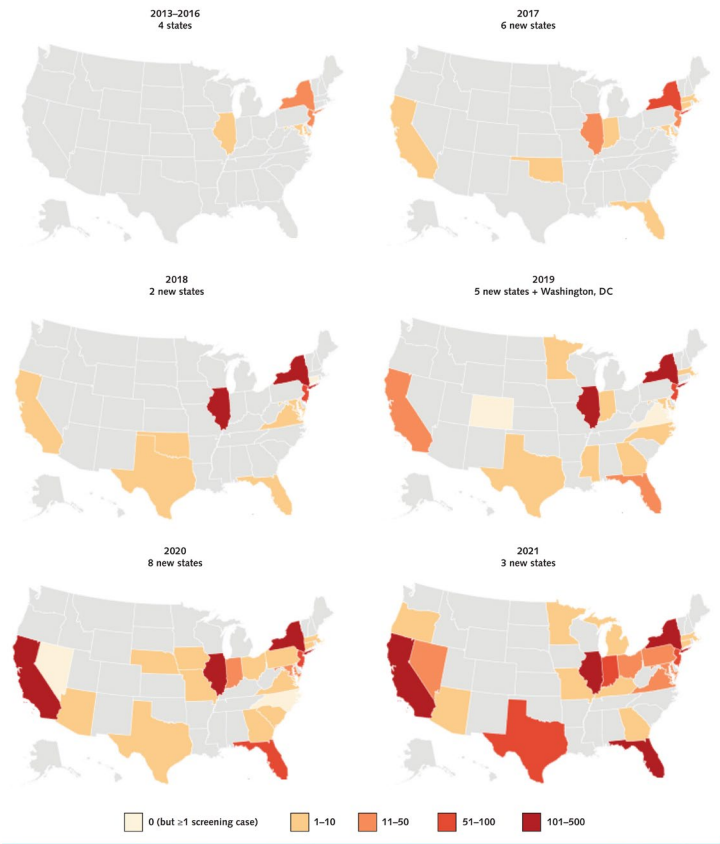 2013–2016
4 states
2017
6 new states
2018
2 new states
2019
5 new states + Washington, DC
2020
8 new states
2021
3 new states
0 (but ≥1 screening case)
1–10
11–50
51–100
101–500